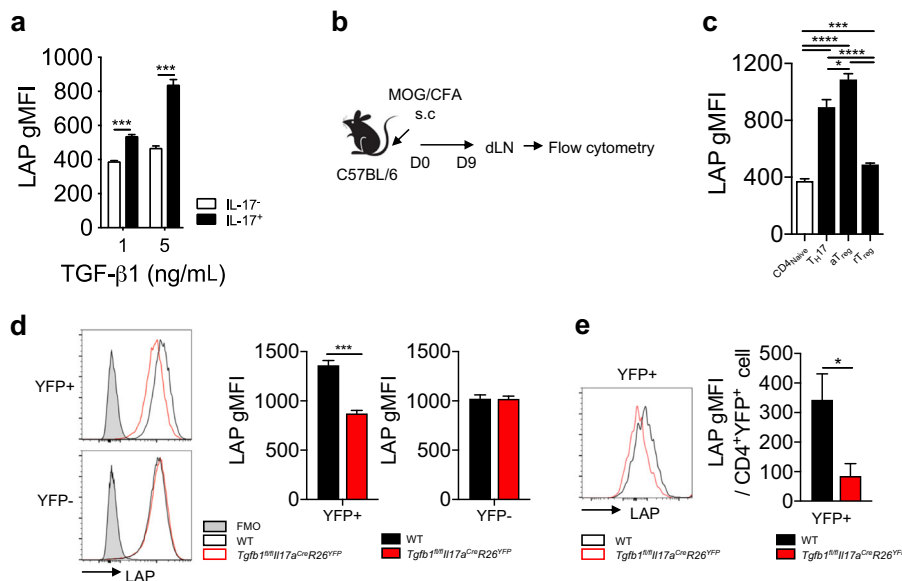 a
LAP gMFI
1000
800
600
400
200
0
***
***
1 5
TGF-β1 (ng/mL)
IL-17⁻
IL-17⁺
b
MOG/CFA
s.c
C57BL/6
D0 D9
dLN
Flow cytometry
c
LAP gMFI
1200
800
400
0
***
****
****
*
CD4Naive
TH17
aTreg
rTreg
d
YFP+
YFP-
LAP
FMO
WT
Tgfb1fl/flIl17aCreR26YFP
LAP gMFI
1500
1000
500
0
***
YFP+
LAP gMFI
1500
1000
500
0
YFP-
WT
Tgfb1fl/flIl17aCreR26YFP
e
YFP+
LAP
WT
Tgfb1fl/flIl17aCreR26YFP
LAP gMFI
/ CD4⁺YFP⁺ cell
500
400
300
200
100
0
*
YFP+
WT
Tgfb1fl/flIl17aCreR26YFP